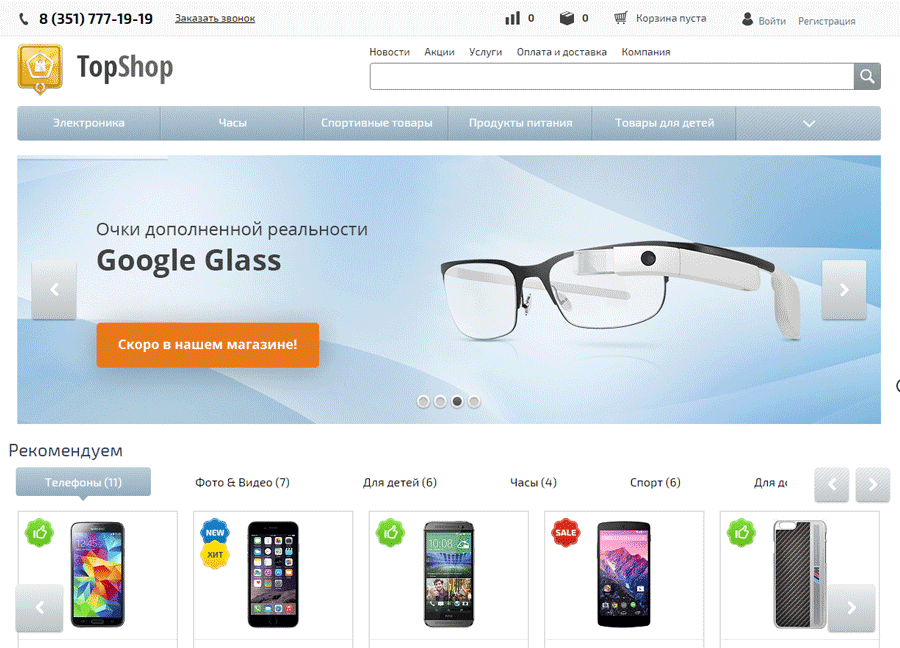 8 (351) 777-19-19 Заказать звонок 0 0 Корзина пуста Войти Регистрация
TopShop
Новости Акции Услуги Оплата и доставка Компания
Электроника Часы Спортивные товары Продукты питания Товары для детей
Очки дополненной реальности
Google Glass
Скоро в нашем магазине!
Рекомендуем
Телефоны (11) Фото & Видео (7) Для детей (6) Часы (4) Спорт (6) Для
NEW SALE
ХИТ
10:08